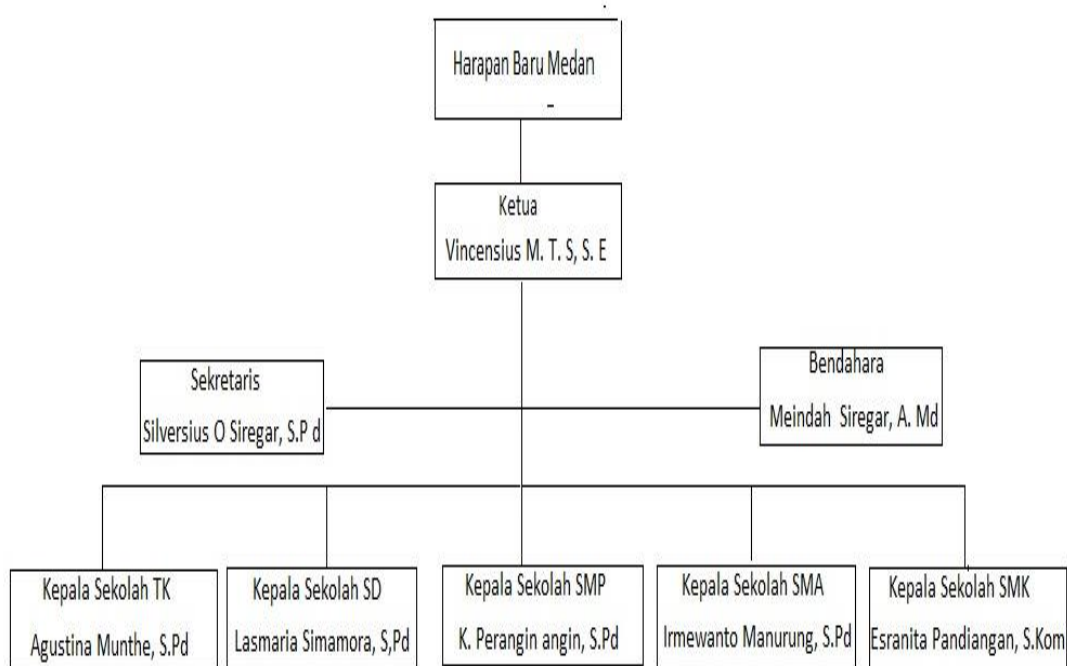 Harapan Baru Medan
Ketua
Vincensius M. T. S, S. E
Sekretaris
Silversius O Siregar, S.P d
Bendahara
Meindah Siregar, A. Md
Kepala Sekolah TK
Agustina Munthe, S.Pd
Kepala Sekolah SD
Lasmaria Simamora, S,Pd
Kepala Sekolah SMP
K. Perangin angin, S.Pd
Kepala Sekolah SMA
Irmewanto Manurung, S.Pd
Kepala Sekolah SMK
Esranita Pandiangan, S.Kom